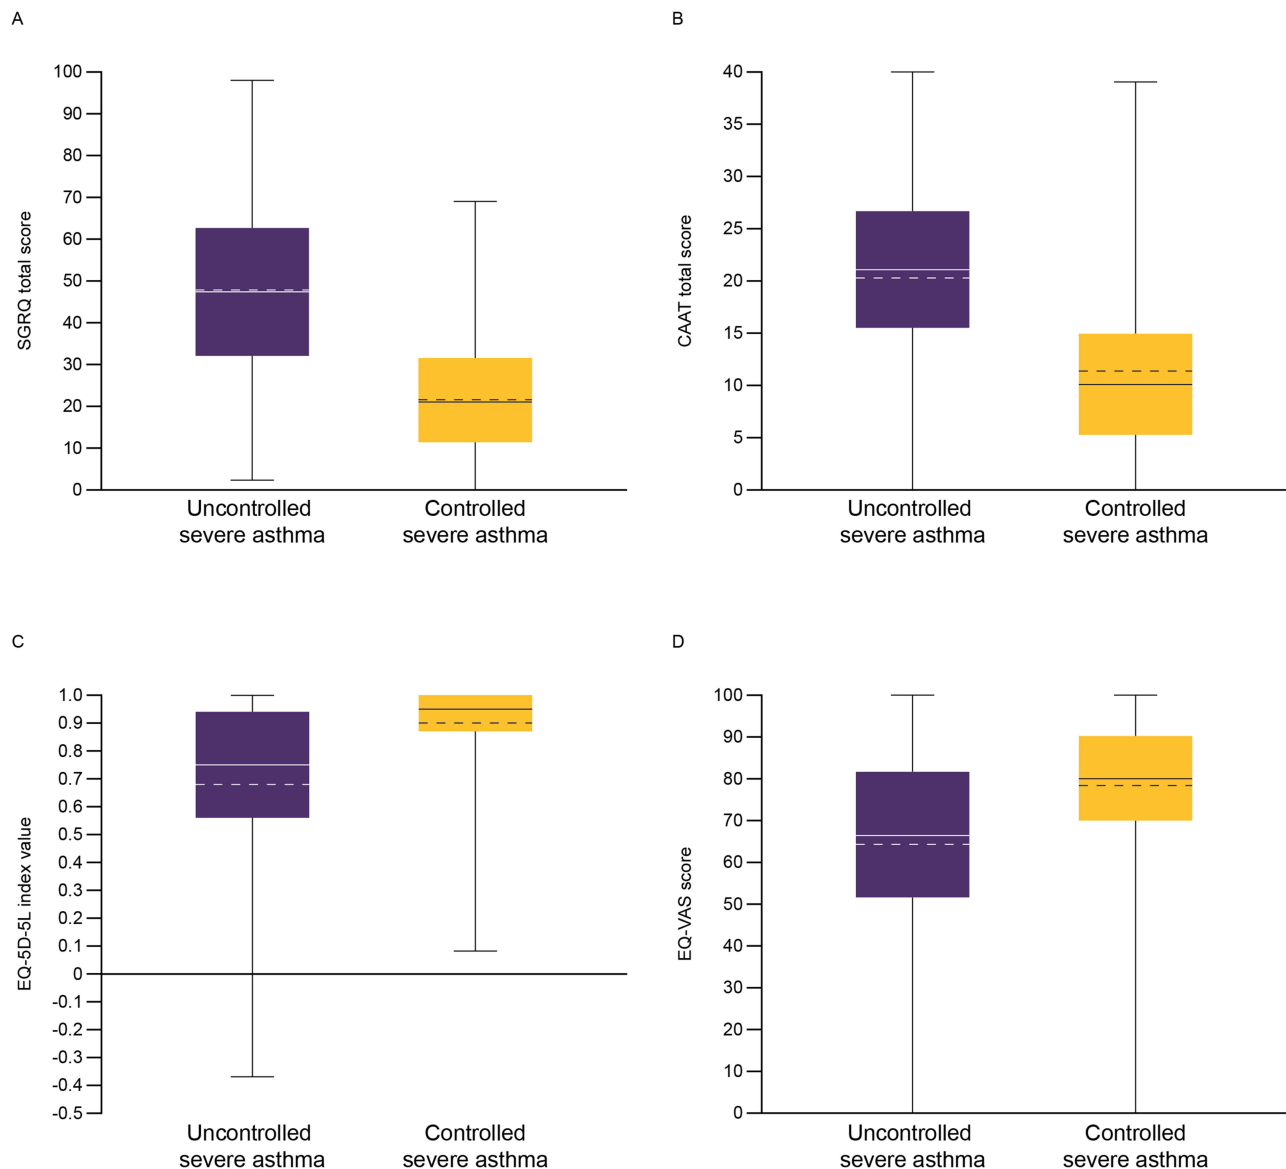 A
SGRQ total score
100
90
80
70
60
50
40
30
20
10
0
Uncontrolled
severe asthma
Controlled
severe asthma
B
CAAT total score
40
35
30
25
20
15
10
5
0
Uncontrolled
severe asthma
Controlled
severe asthma
C
EQ-5D-5L index value
1.0
0.9
0.8
0.7
0.6
0.5
0.4
0.3
0.2
0.1
0
-0.1
-0.2
-0.3
-0.4
-0.5
Uncontrolled
severe asthma
Controlled
severe asthma
D
EQ-VAS score
100
90
80
70
60
50
40
30
20
10
0
Uncontrolled
severe asthma
Controlled
severe asthma